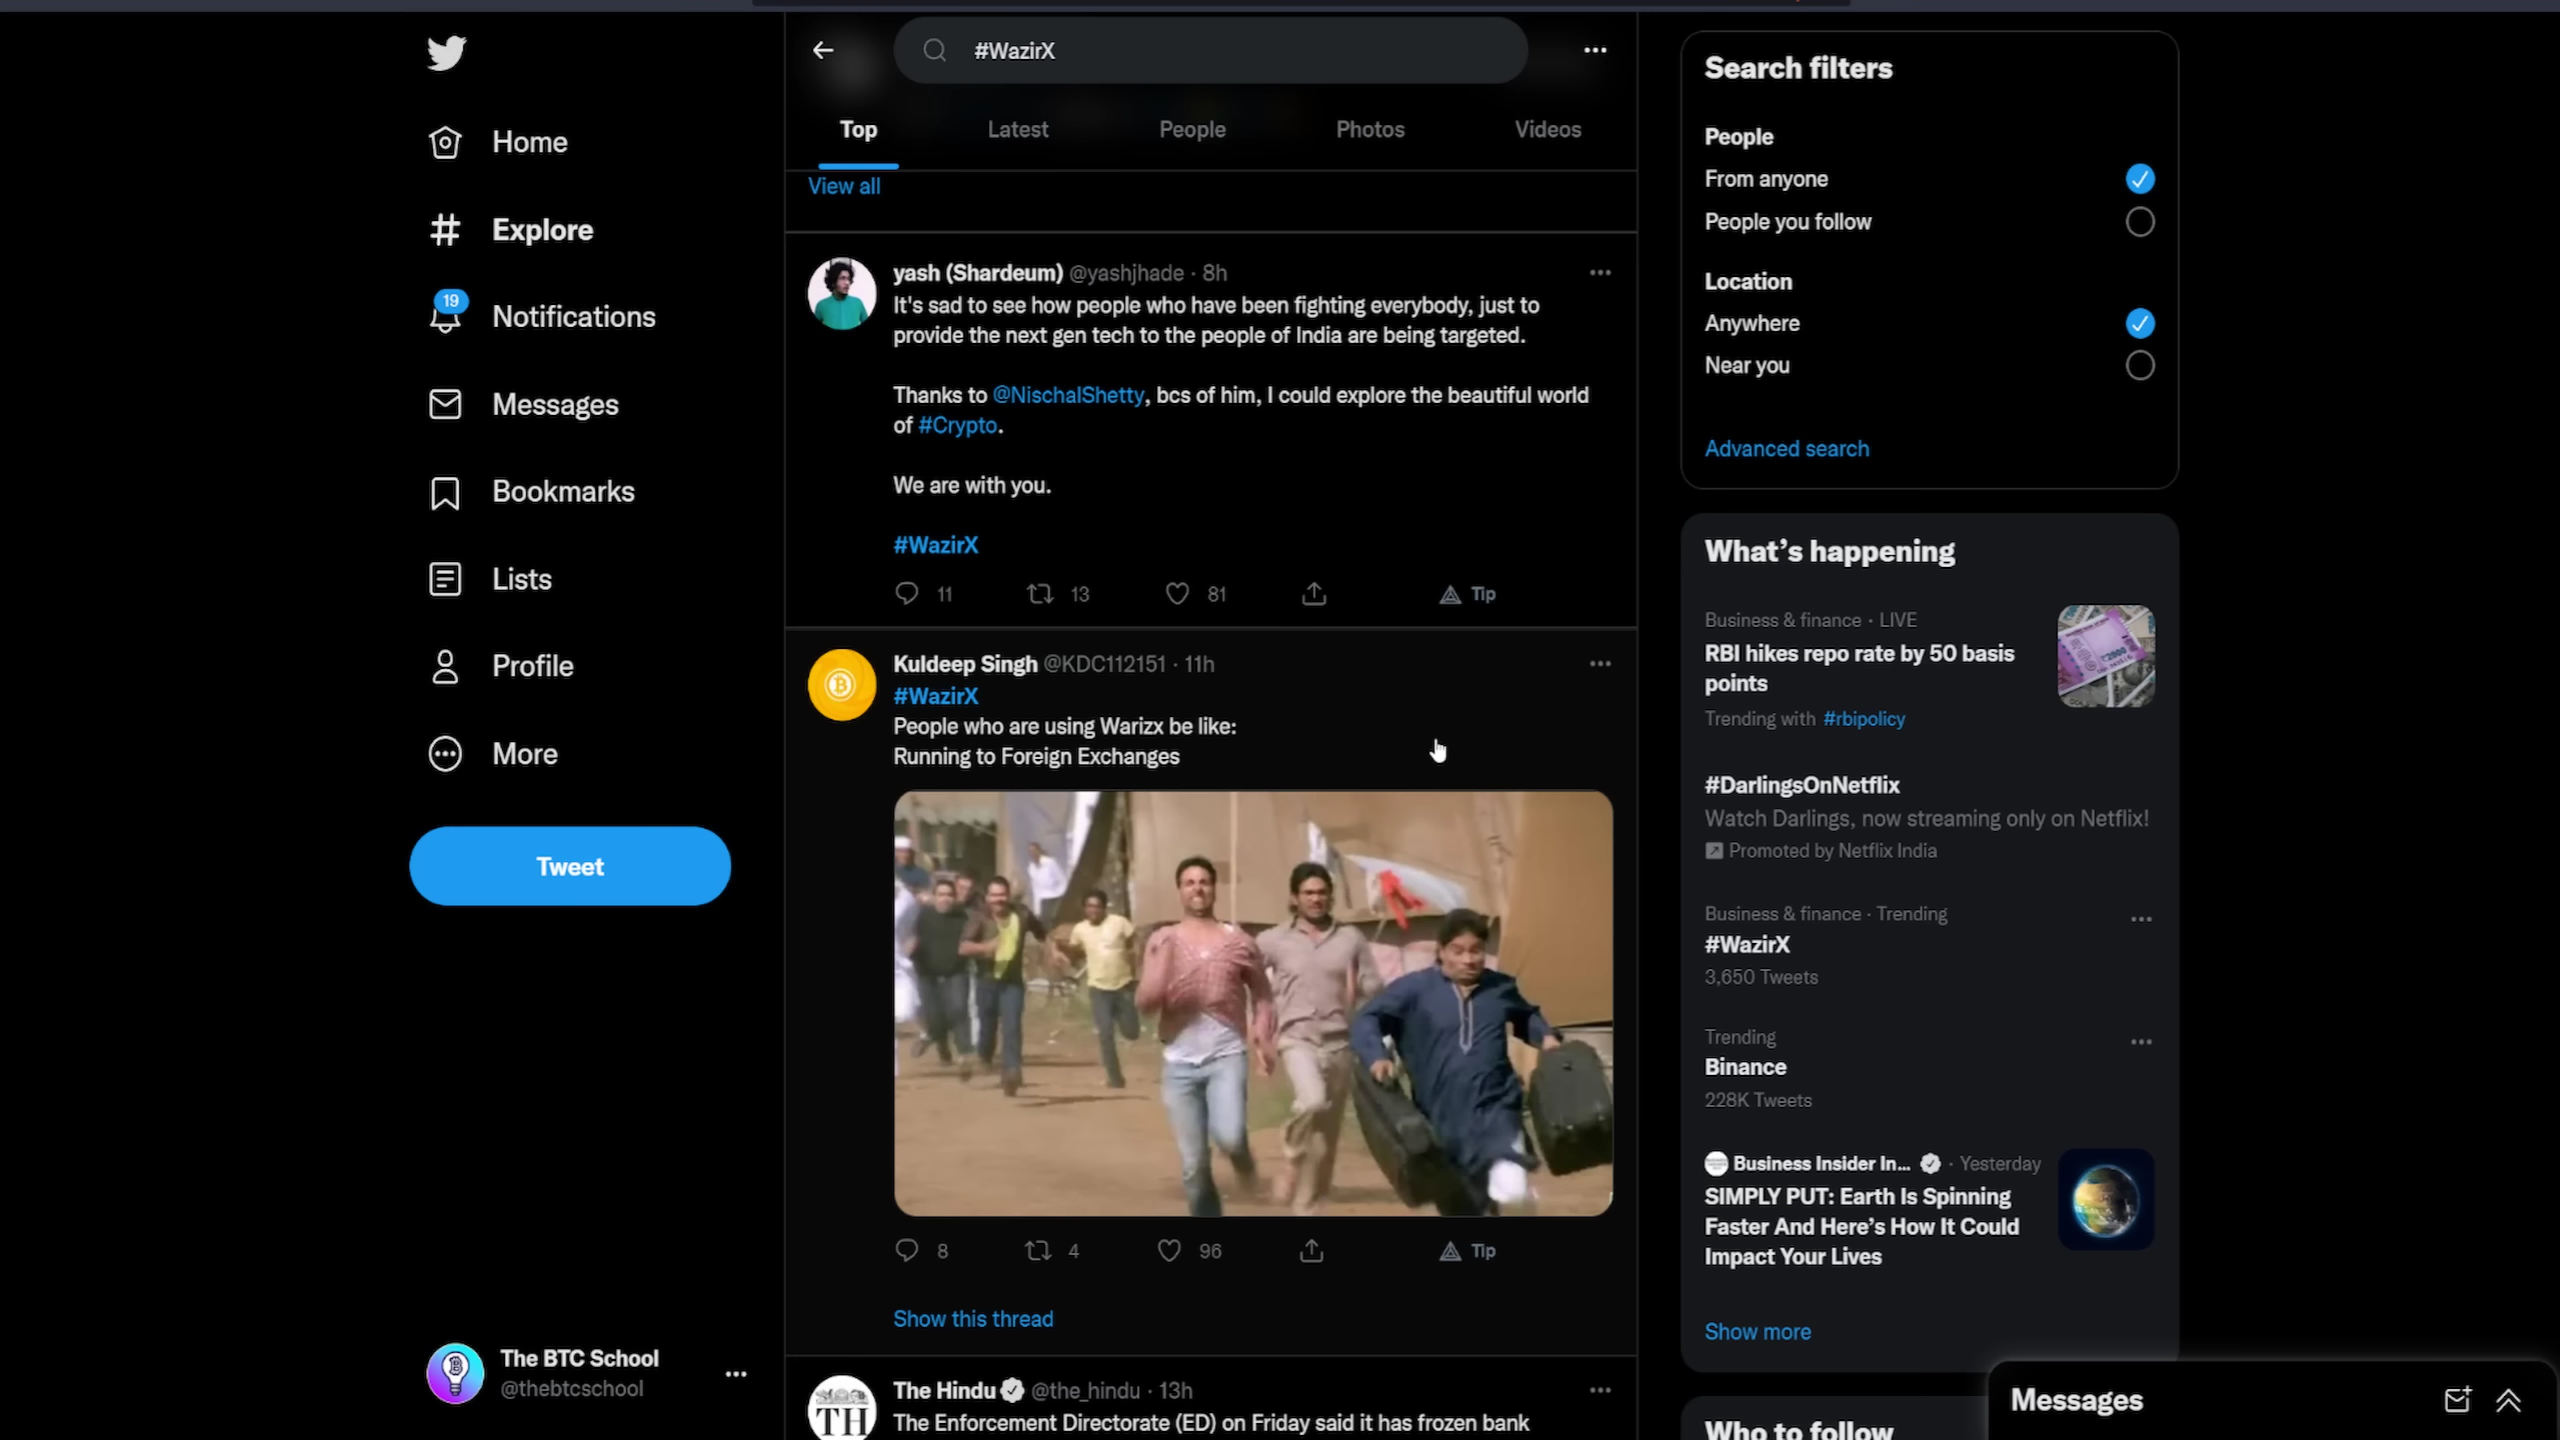 #WazirX
Top
Latest
People
Photos
Videos
View all
Home
Explore
19
Notifications
Messages
Bookmarks
Lists
Profile
More
Tweet
The BTC School
@thebtcschool
yash (Shardeum) @yashjhade · 8h
It's sad to see how people who have been fighting everybody, just to
provide the next gen tech to the people of India are being targeted.
Thanks to @NischalShetty, bcs of him, I could explore the beautiful world
of #Crypto.
We are with you.
#WazirX
11
13
81
Tip
Kuldeep Singh @KDC112151 · 11h
#WazirX
People who are using Warizx be like:
Running to Foreign Exchanges
8
4
96
Tip
Show this thread
The Hindu @the_hindu · 13h
TH
The Enforcement Directorate (ED) on Friday said it has frozen bank
Search filters
People
From anyone
People you follow
Location
Anywhere
Near you
Advanced search
What's happening
Business & finance · LIVE
RBI hikes repo rate by 50 basis
points
Trending with #rbipolicy
#DarlingsOnNetflix
Watch Darlings, now streaming only on Netflix!
Promoted by Netflix India
Business & finance · Trending
#WazirX
3,650 Tweets
Trending
Binance
228K Tweets
Business Insider In... · Yesterday
SIMPLY PUT: Earth Is Spinning
Faster And Here's How It Could
Impact Your Lives
Show more
Who to follow
Messages